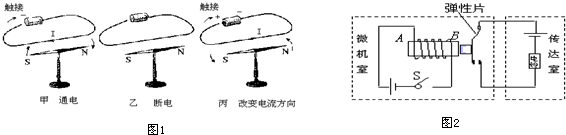 触接 触接
I I I
S N S N S N
甲 通电 乙 断电 丙 改变电流方向
图1
弹性片
微机室
A B
S
传达室
电铃
图2